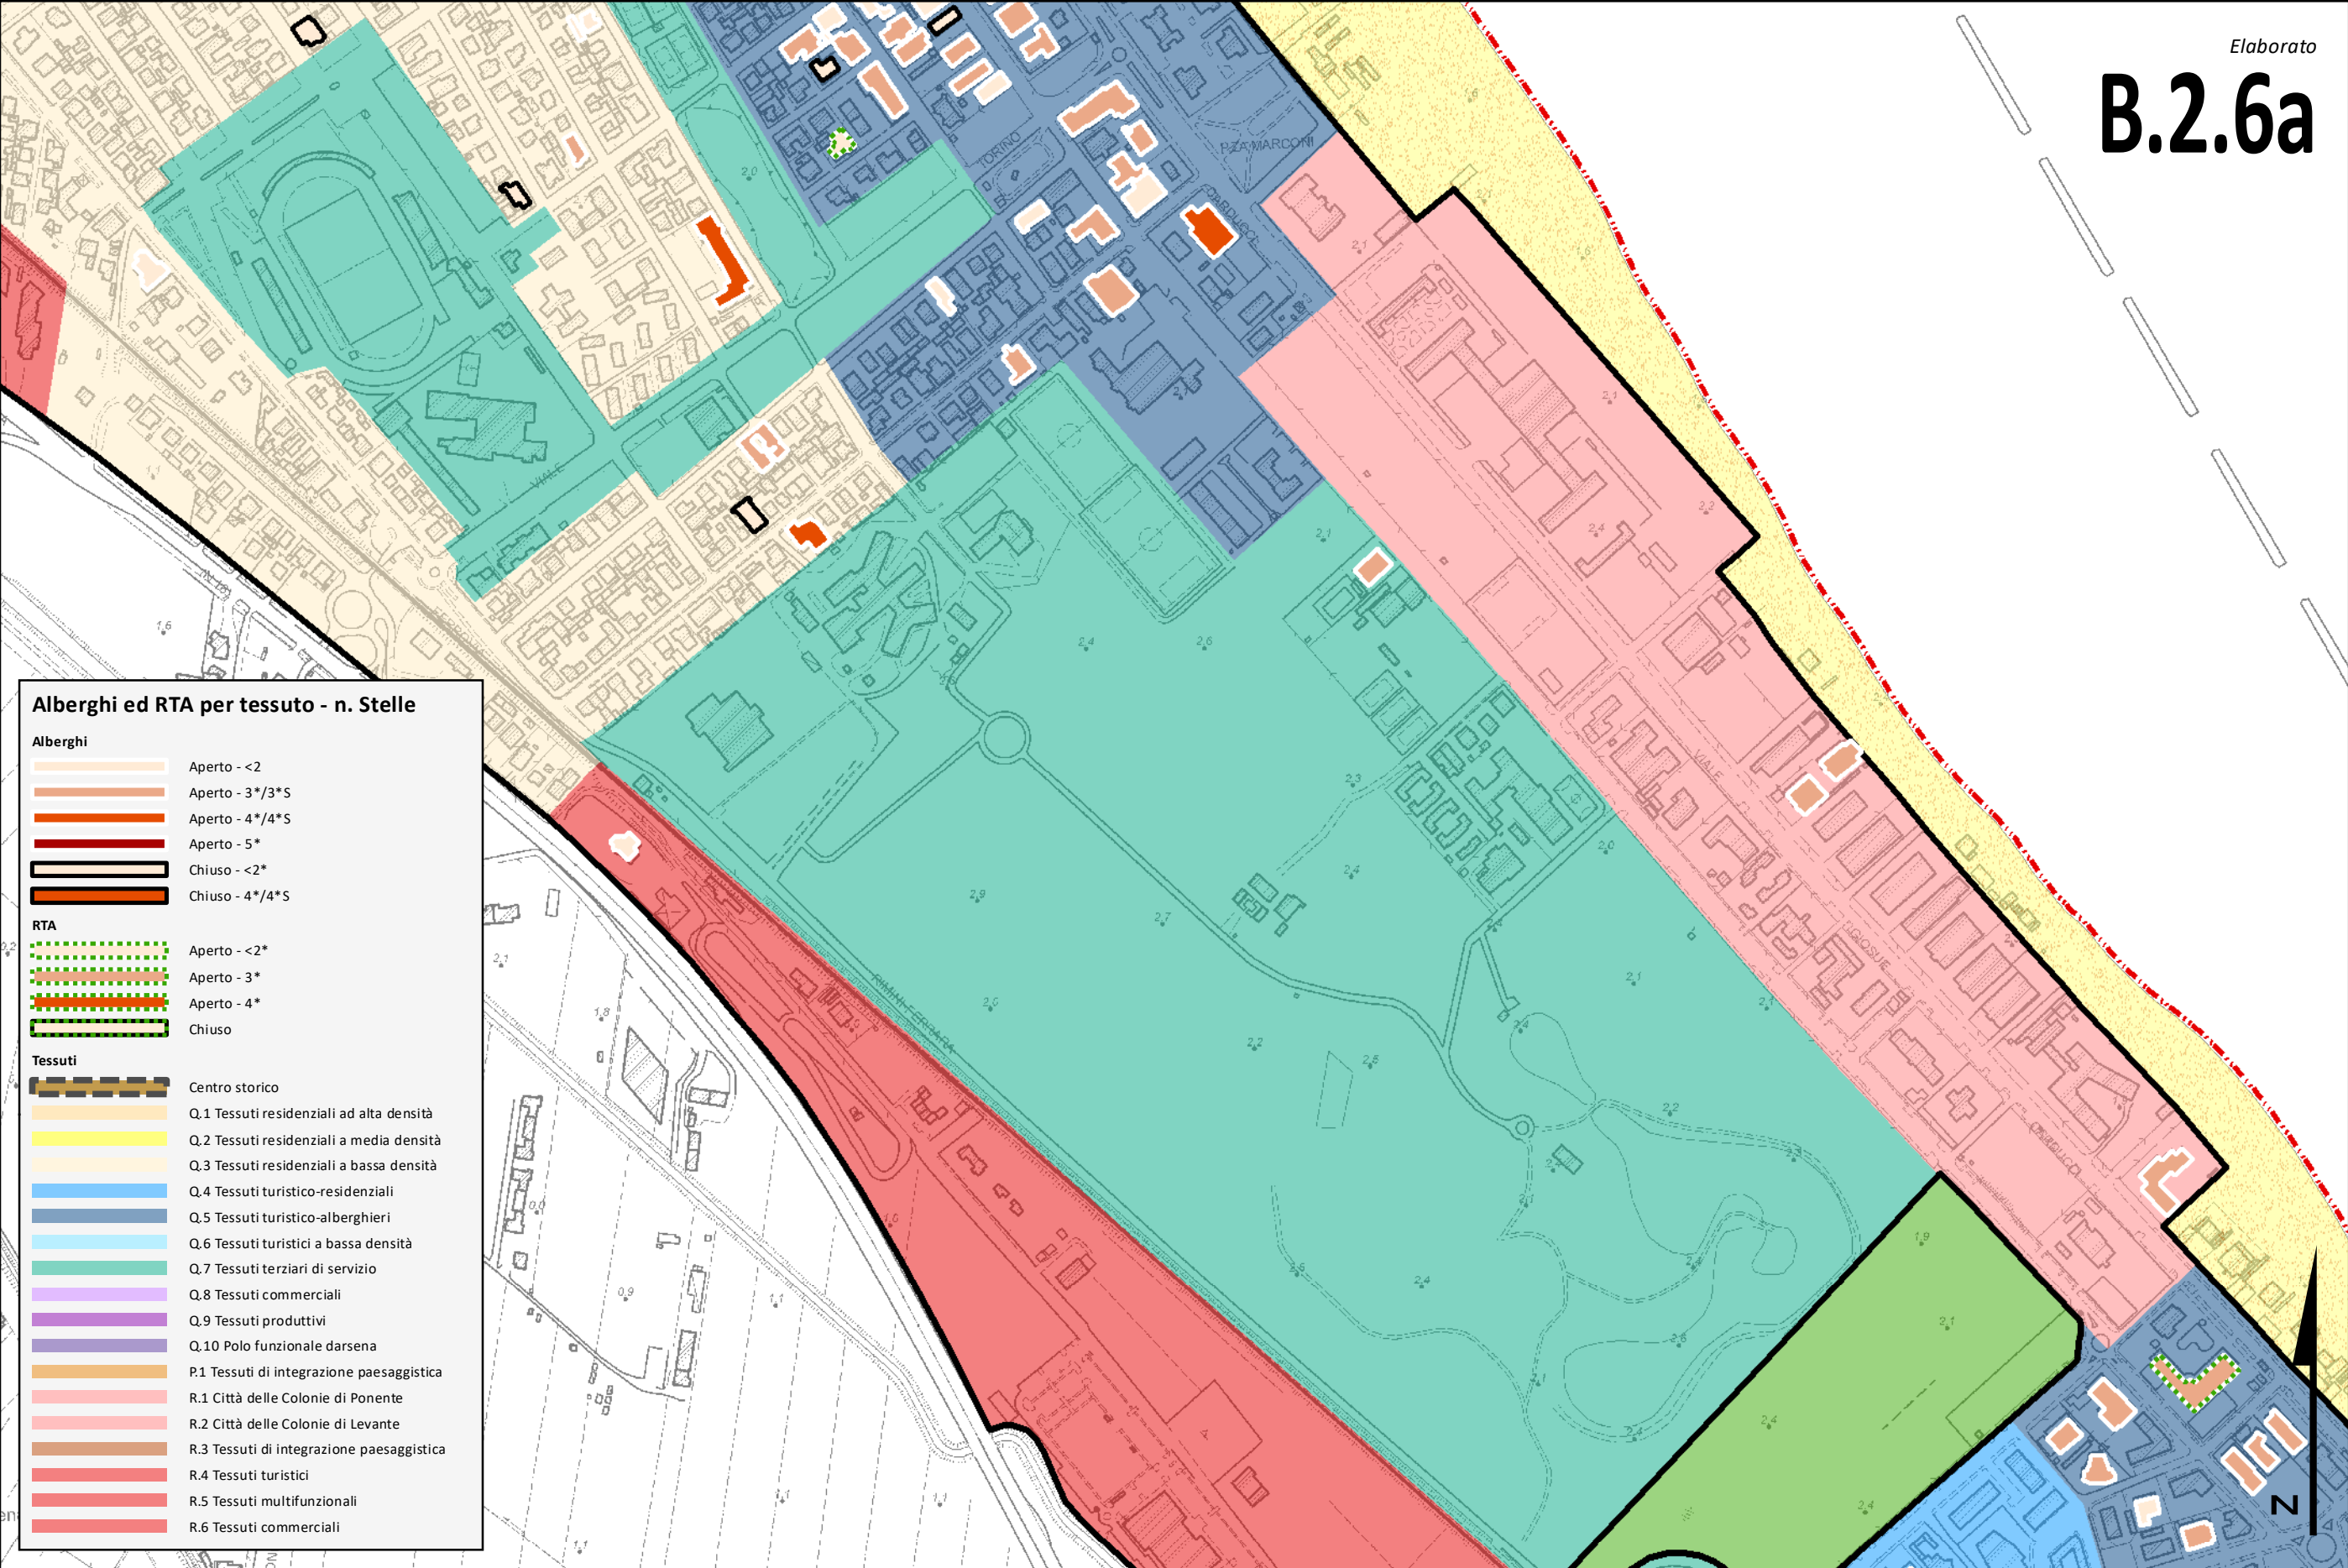 Elaborato
B.2.6a
TORINO
P.ZA MARCONI
CARDUCCI
VIALE
VIALE
GIOSUE
CARDUCCI
RIMINI-FERRARA
Alberghi ed RTA per tessuto - n. Stelle
Alberghi
Aperto - <2
Aperto - 3*/3*S
Aperto - 4*/4*S
Aperto - 5*
Chiuso - <2*
Chiuso - 4*/4*S
RTA
Aperto - <2*
Aperto - 3*
Aperto - 4*
Chiuso
Tessuti
Centro storico
Q.1 Tessuti residenziali ad alta densità
Q.2 Tessuti residenziali a media densità
Q.3 Tessuti residenziali a bassa densità
Q.4 Tessuti turistico-residenziali
Q.5 Tessuti turistico-alberghieri
Q.6 Tessuti turistici a bassa densità
Q.7 Tessuti terziari di servizio
Q.8 Tessuti commerciali
Q.9 Tessuti produttivi
Q.10 Polo funzionale darsena
P.1 Tessuti di integrazione paesaggistica
R.1 Città delle Colonie di Ponente
R.2 Città delle Colonie di Levante
R.3 Tessuti di integrazione paesaggistica
R.4 Tessuti turistici
R.5 Tessuti multifunzionali
R.6 Tessuti commerciali
N